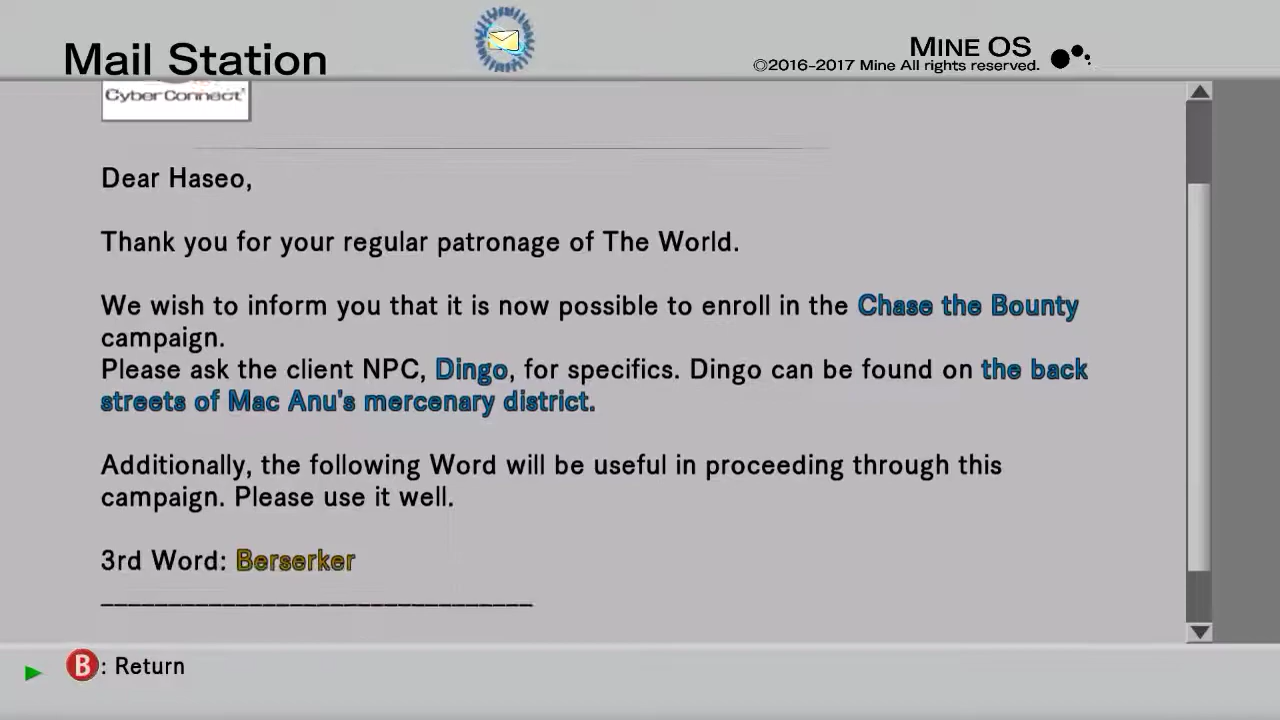 Mail Station
MINE OS
©2016-2017 Mine All rights reserved.
CyberConnect
Dear Haseo,
Thank you for your regular patronage of The World.
We wish to inform you that it is now possible to enroll in the Chase the Bounty
campaign.
Please ask the client NPC, Dingo, for specifics. Dingo can be found on the back
streets of Mac Anu's mercenary district.
Additionally, the following Word will be useful in proceeding through this
campaign. Please use it well.
3rd Word: Berserker
________________________________
B: Return